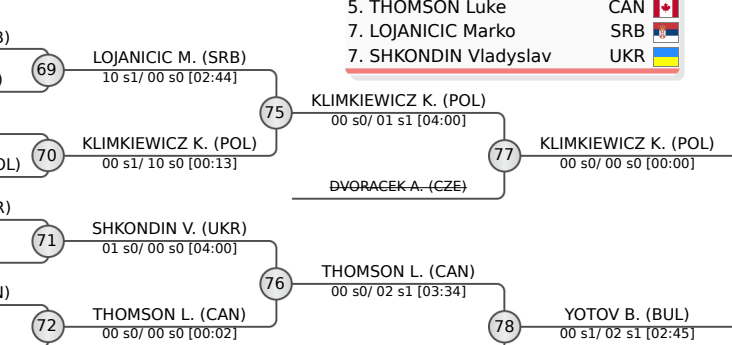 5. THOMSON Luke CAN
7. LOJANICIC Marko SRB
7. SHKONDIN Vladyslav UKR
)
69
LOJANICIC M. (SRB)
10 s1/ 00 s0 [02:44]
)
75
KLIMKIEWICZ K. (POL)
00 s0/ 01 s1 [04:00]
70
KLIMKIEWICZ K. (POL)
00 s1/ 10 s0 [00:13]
OL)
77
KLIMKIEWICZ K. (POL)
00 s0/ 00 s0 [00:00]
DVORACEK A. (CZE)
R)
71
SHKONDIN V. (UKR)
01 s0/ 00 s0 [04:00]
76
THOMSON L. (CAN)
00 s0/ 02 s1 [03:34]
)
72
THOMSON L. (CAN)
00 s0/ 00 s0 [00:02]
78
YOTOV B. (BUL)
00 s1/ 02 s1 [02:45]